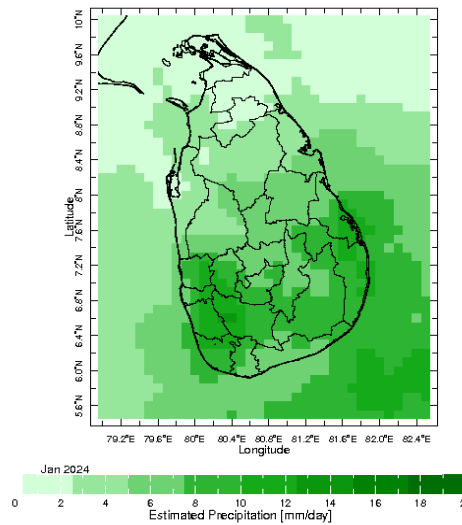 10°N
9.6°N
9.2°N
8.8°N
8.4°N
8°N
7.6°N
7.2°N
6.8°N
6.4°N
6.0°N
5.6°N
Latitude
79.2°E 79.6°E 80°E 80.4°E 80.8°E 81.2°E 81.6°E 82.0°E 82.4°E
Longitude
Jan 2024
0 2 4 6 8 10 12 14 16 18
Estimated Precipitation [mm/day]